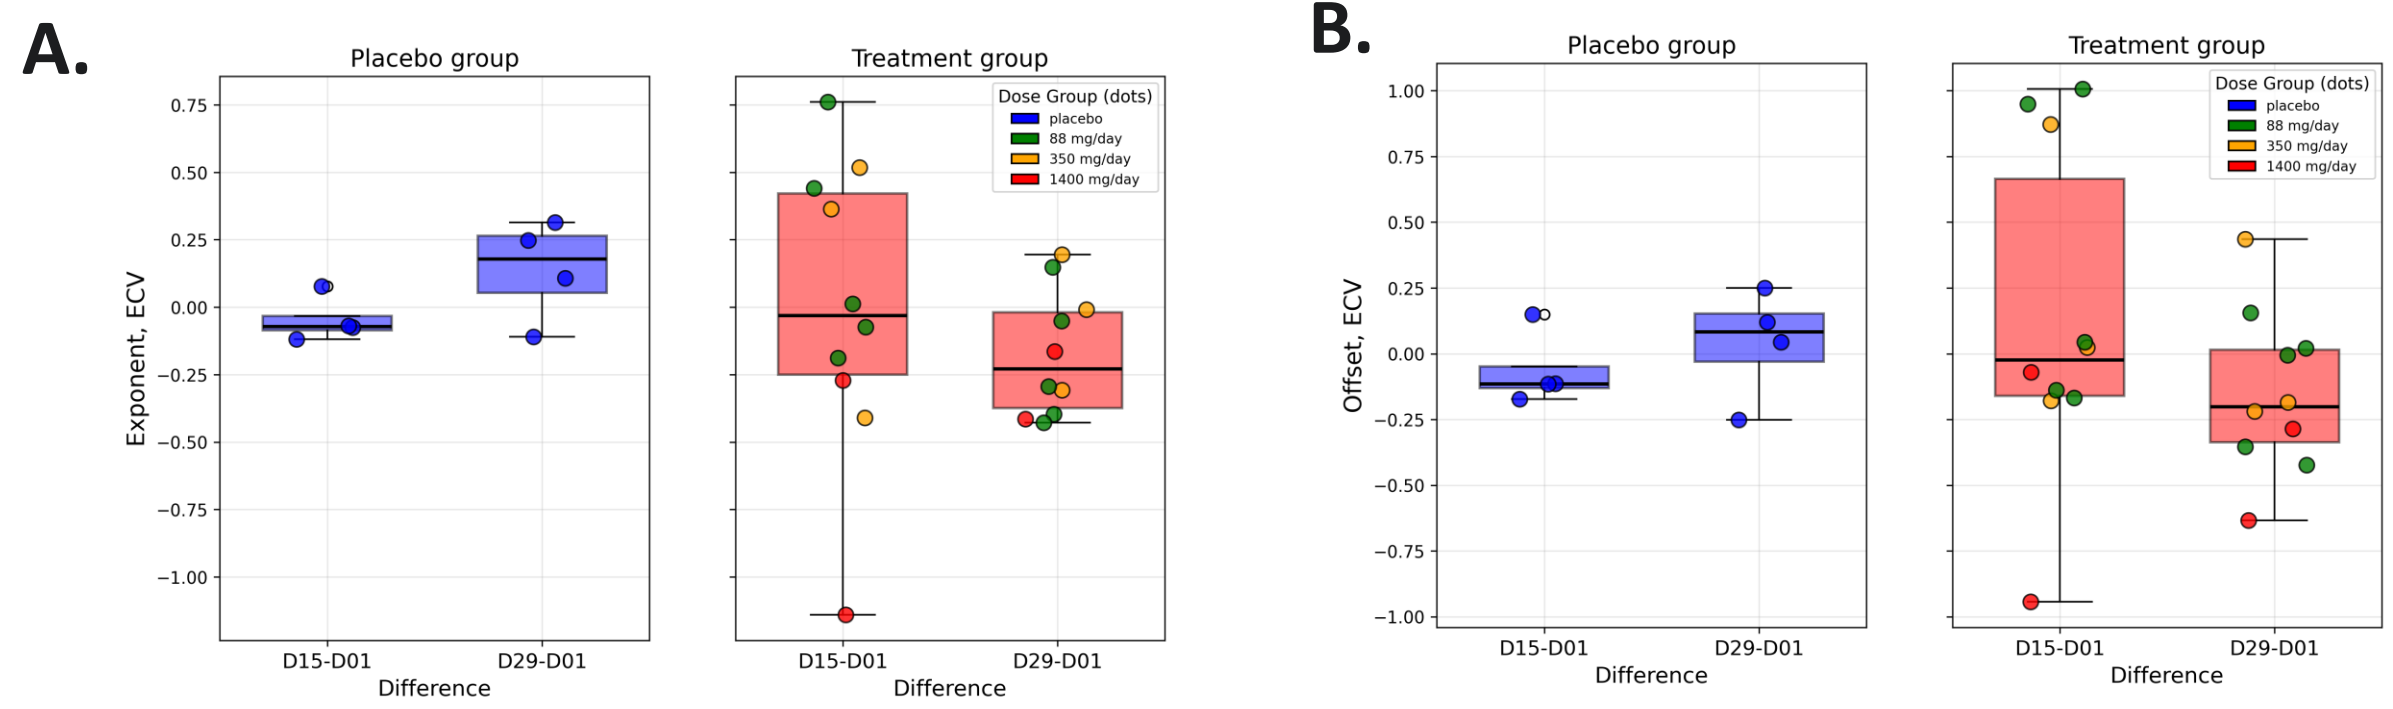 A.
Placebo group
Exponent, ECV
0.75
0.50
0.25
0.00
−0.25
−0.50
−0.75
−1.00
D15-D01 D29-D01
Difference
Treatment group
Dose Group (dots)
placebo
88 mg/day
350 mg/day
1400 mg/day
D15-D01 D29-D01
Difference
B.
Placebo group
Offset, ECV
1.00
0.75
0.50
0.25
0.00
−0.25
−0.50
−0.75
−1.00
D15-D01 D29-D01
Difference
Treatment group
Dose Group (dots)
placebo
88 mg/day
350 mg/day
1400 mg/day
D15-D01 D29-D01
Difference